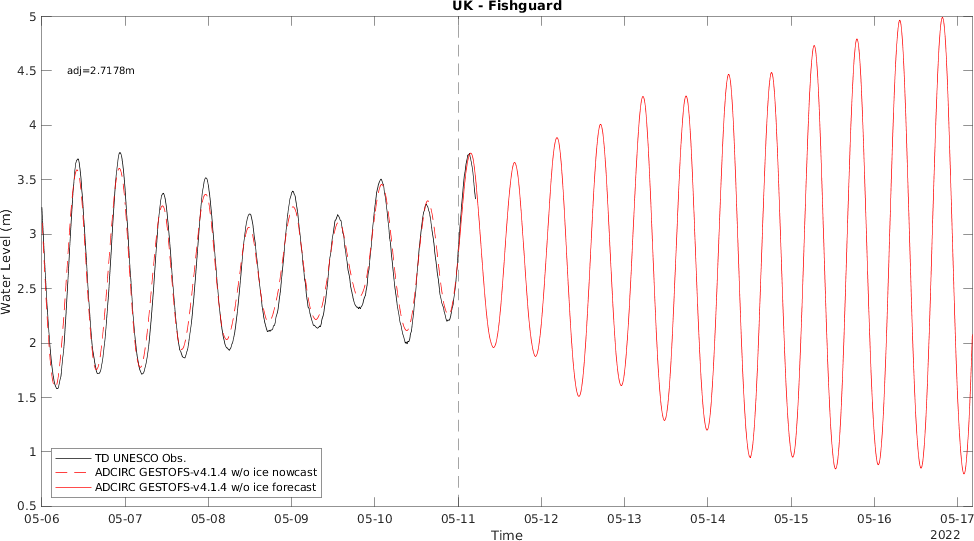 UK - Fishguard
5
4.5
4
3.5
3
2.5
2
1.5
1
0.5
Water Level (m)
adj=2.7178m
TD UNESCO Obs.
ADCIRC GESTOFS-v4.1.4 w/o ice nowcast
ADCIRC GESTOFS-v4.1.4 w/o ice forecast
05-06 05-07 05-08 05-09 05-10 05-11 05-12 05-13 05-14 05-15 05-16 05-17
Time
2022